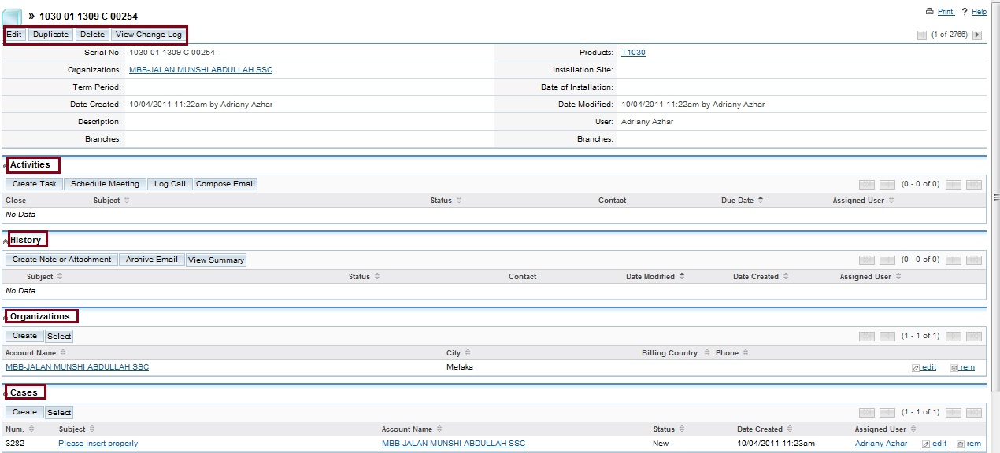 » 1030 01 1309 C 00254
Print ? Help
Edit Duplicate Delete View Change Log (1 of 2766)
Serial No: 1030 01 1309 C 00254 Products: T1030
Organizations: MBB-JALAN MUNSHI ABDULLAH SSC Installation Site:
Term Period: Date of Installation:
Date Created: 10/04/2011 11:22am by Adriany Azhar Date Modified: 10/04/2011 11:22am by Adriany Azhar
Description: User: Adriany Azhar
Branches: Branches:
Activities
Create Task Schedule Meeting Log Call Compose Email (0 - 0 of 0)
Close Subject Status Contact Due Date Assigned User
No Data
History
Create Note or Attachment Archive Email View Summary (0 - 0 of 0)
Subject Status Contact Date Modified Date Created Assigned User
No Data
Organizations
Create Select (1 - 1 of 1)
Account Name City Billing Country: Phone
MBB-JALAN MUNSHI ABDULLAH SSC Melaka edit rem
Cases
Create Select (1 - 1 of 1)
Num. Subject Account Name Status Date Created Assigned User
3282 Please insert properly MBB-JALAN MUNSHI ABDULLAH SSC New 10/04/2011 11:23am Adriany Azhar edit rem